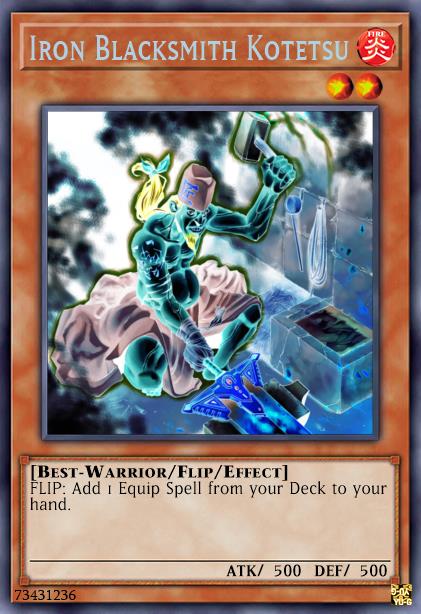 Iron Blacksmith Kotetsu
FIRE
炎
[Best-Warrior/Flip/Effect]
FLIP: Add 1 Equip Spell from your Deck to your
hand.
ATK/ 500 DEF/ 500
73431236